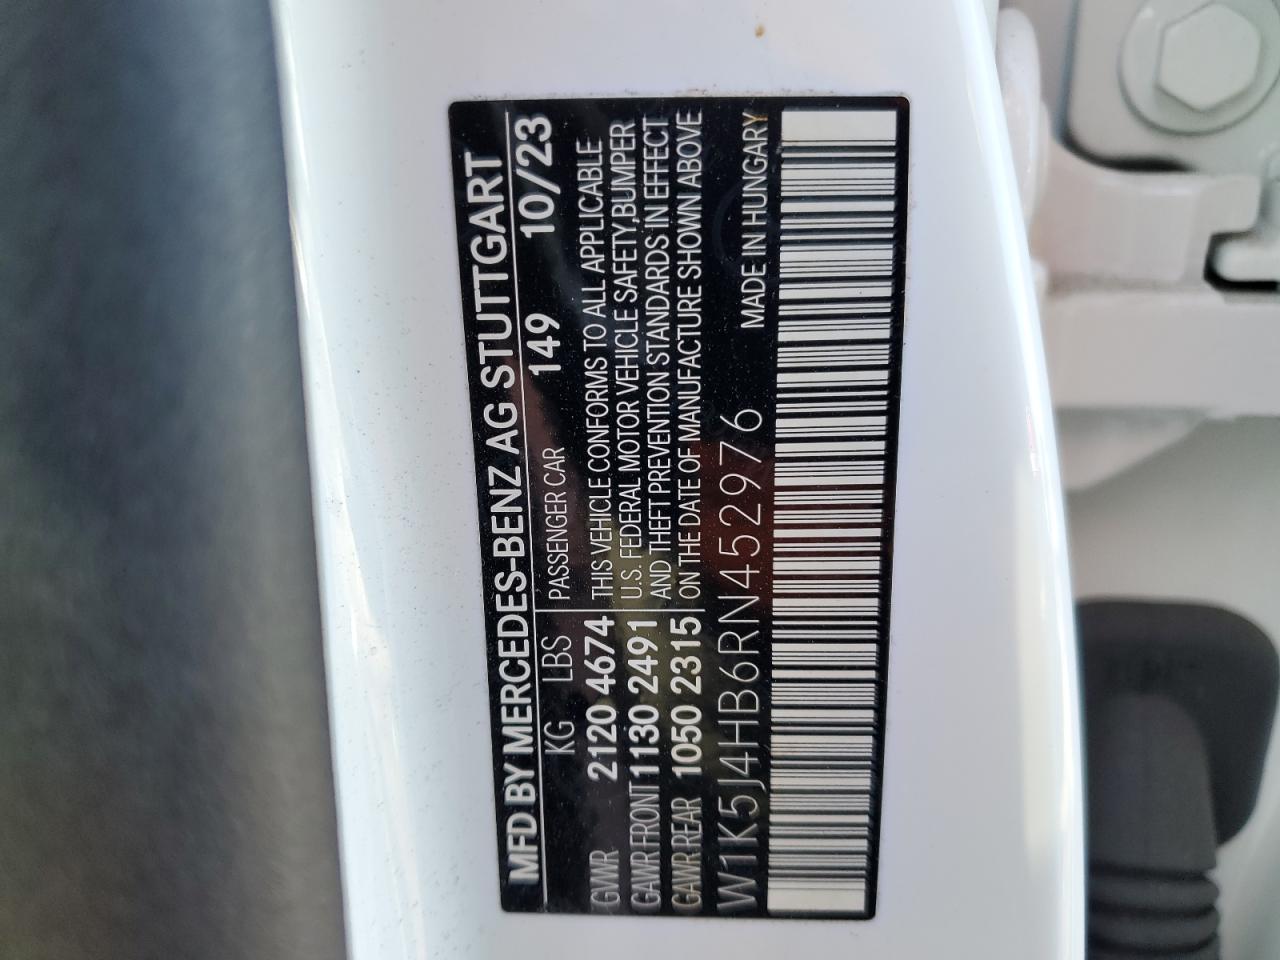 MFD BY MERCEDES-BENZ AG STUTTGART
KG LBS PASSENGER CAR 149 10/23
GVWR 2120 4674 THIS VEHICLE CONFORMS TO ALL APPLICABLE
GAWR FRONT 1130 2491 U.S. FEDERAL MOTOR VEHICLE SAFETY,BUMPER
GAWR REAR 1050 2315 AND THEFT PREVENTION STANDARDS IN EFFECT
ON THE DATE OF MANUFACTURE SHOWN ABOVE
W1K5J4HB6RN452976 MADE IN HUNGARY